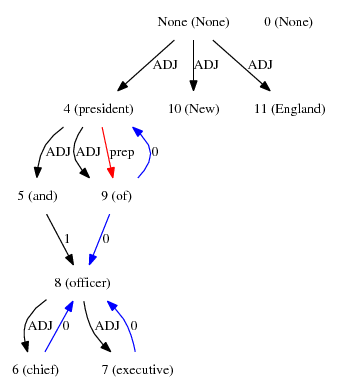 None (None) 0 (None)
ADJ ADJ ADJ
4 (president) 10 (New) 11 (England)
ADJ ADJ prep 0
5 (and) 9 (of)
1 0
8 (officer)
ADJ 0 ADJ 0
6 (chief) 7 (executive)